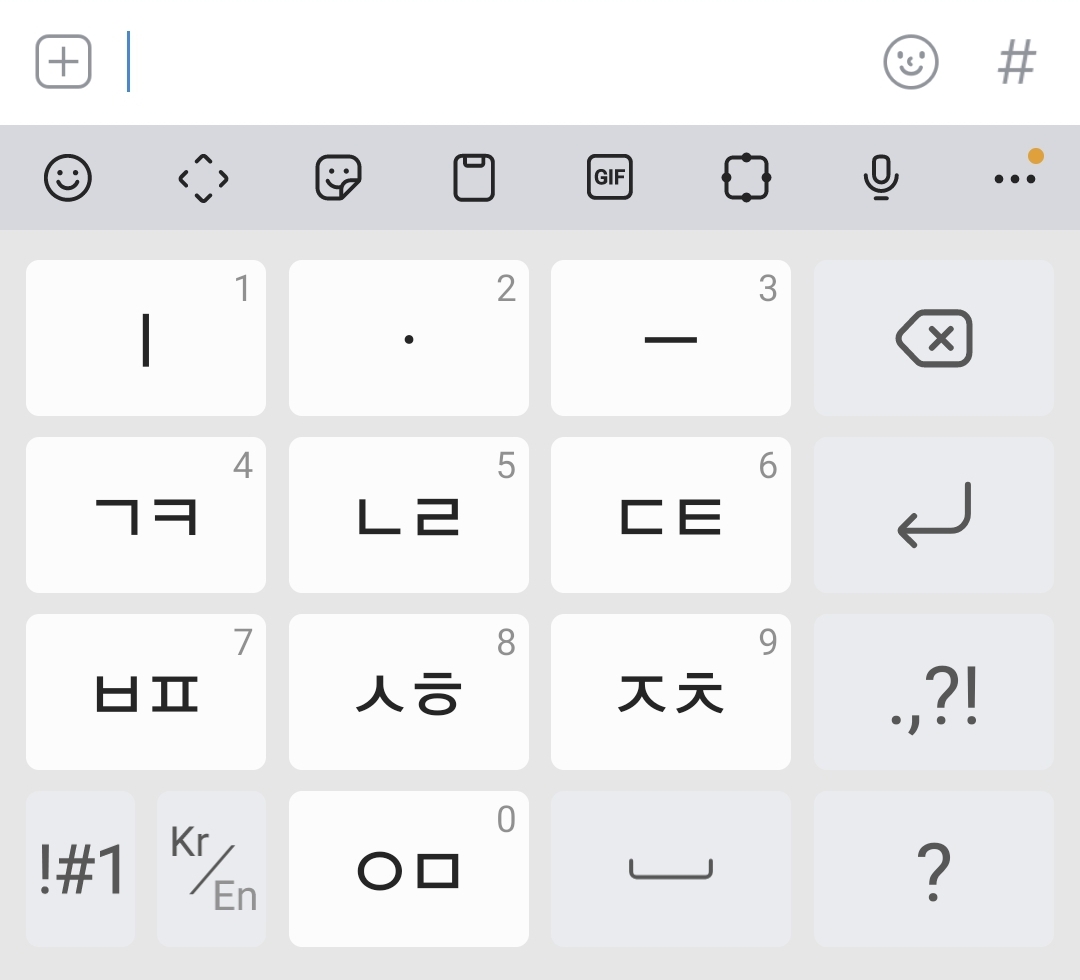 #
GIF
1 2 3
ㅣ · ㅡ
4 5 6
ㄱㅋ ㄴㄹ ㄷㅌ
7 8 9
ㅂㅍ ㅅㅎ ㅈㅊ .,?!
0
!#1 Kr/En ㅇㅁ ?